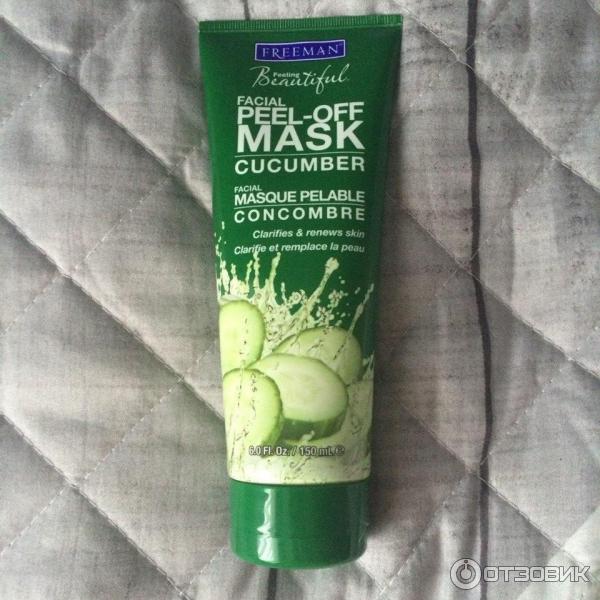 FREEMAN
Feeling
Beautiful
FACIAL
PEEL-OFF
MASK
CUCUMBER
FACIAL
MASQUE PELABLE
CONCOMBRE
Clarifies & renews skin
Clarifie et remplace la peau
6.0 Fl. Oz. / 150 mL ℮
ОТЗОВИК